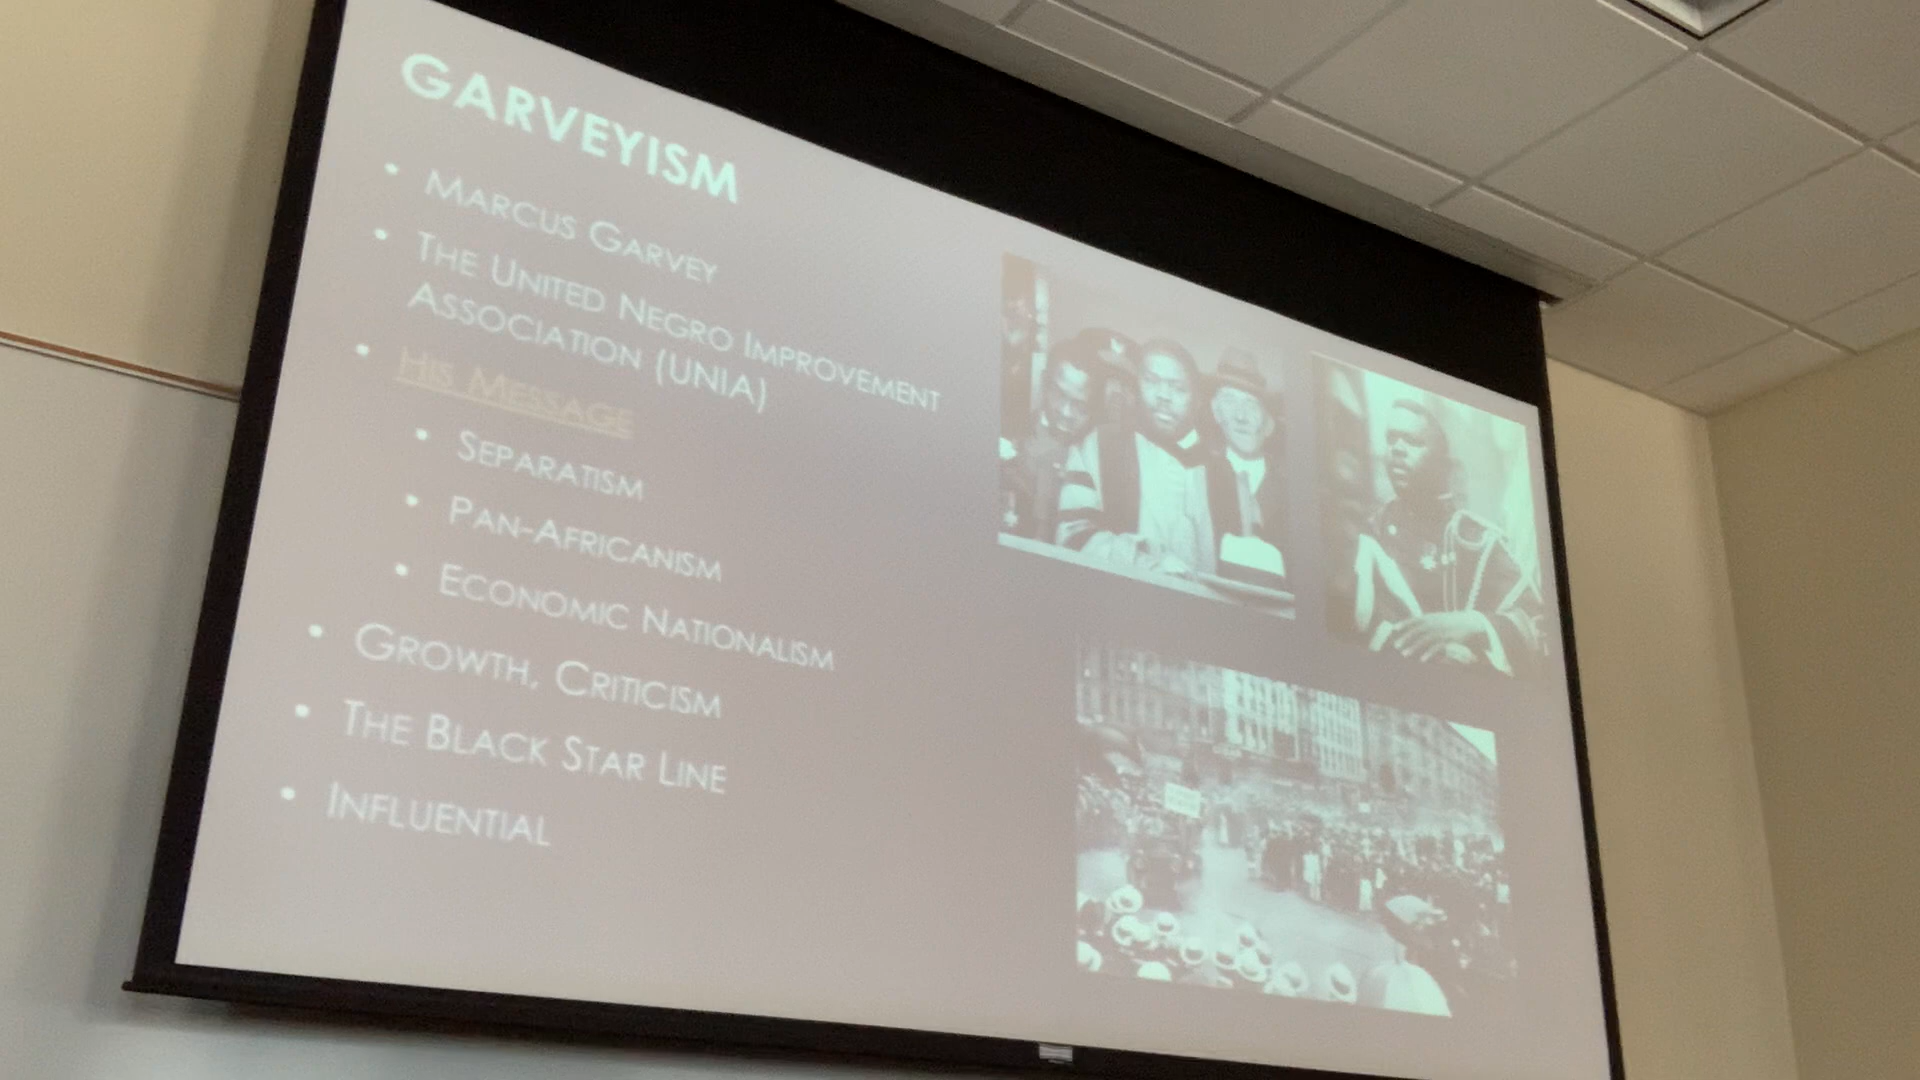 GARVEYISM
• MARCUS GARVEY
• THE UNITED NEGRO IMPROVEMENT
ASSOCIATION (UNIA)
• HIS MESSAGE
• SEPARATISM
• PAN-AFRICANISM
• ECONOMIC NATIONALISM
• GROWTH, CRITICISM
• THE BLACK STAR LINE
• INFLUENTIAL